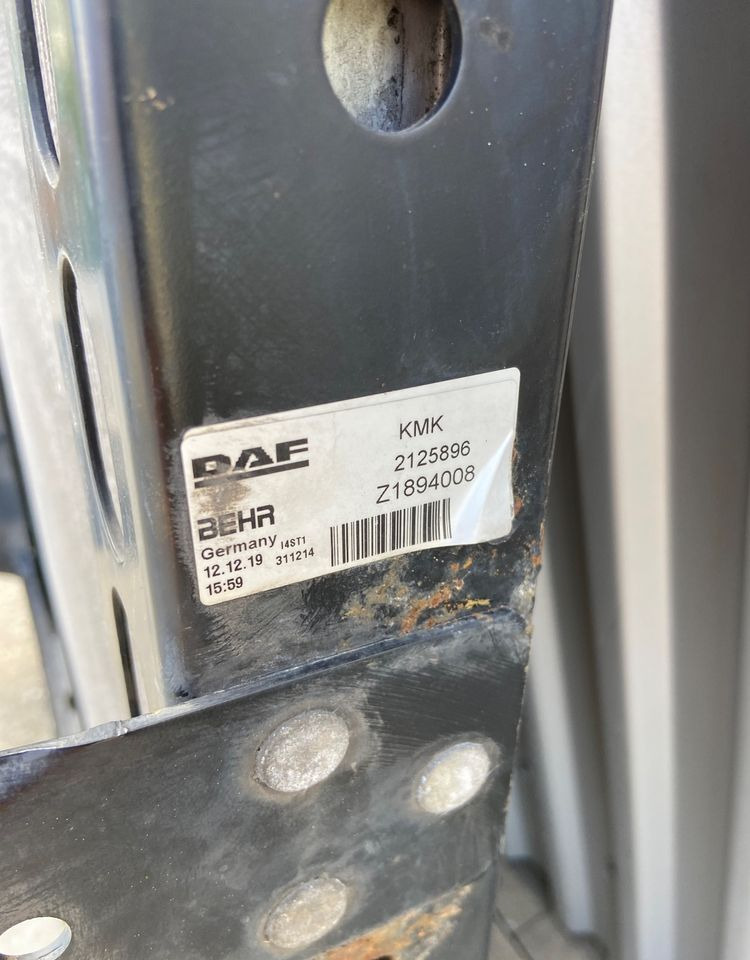 DAF
KMK
2125896
Z1894008
BEHR
Germany I4ST1
12.12.19 311214
15:59